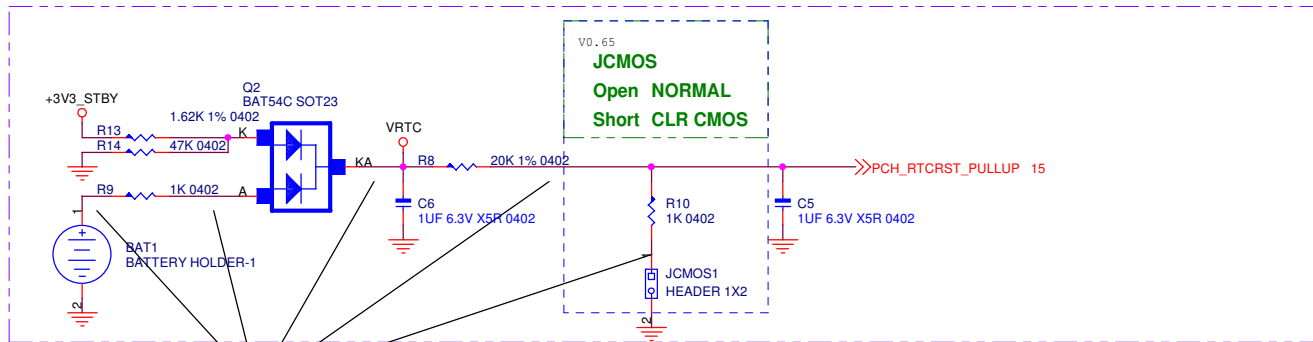 V0.65
JCMOS
Open NORMAL
Short CLR CMOS
Q2
BAT54C SOT23
+3V3_STBY
1.62K 1% 0402
R13
K
R14
47K 0402
VRTC
KA
R8
20K 1% 0402
PCH_RTCRST_PULLUP 15
R9
1K 0402
A
1
C6
1UF 6.3V X5R 0402
R10
1K 0402
C5
1UF 6.3V X5R 0402
+
BAT1
BATTERY HOLDER-1
2
1
JCMOS1
HEADER 1X2
2